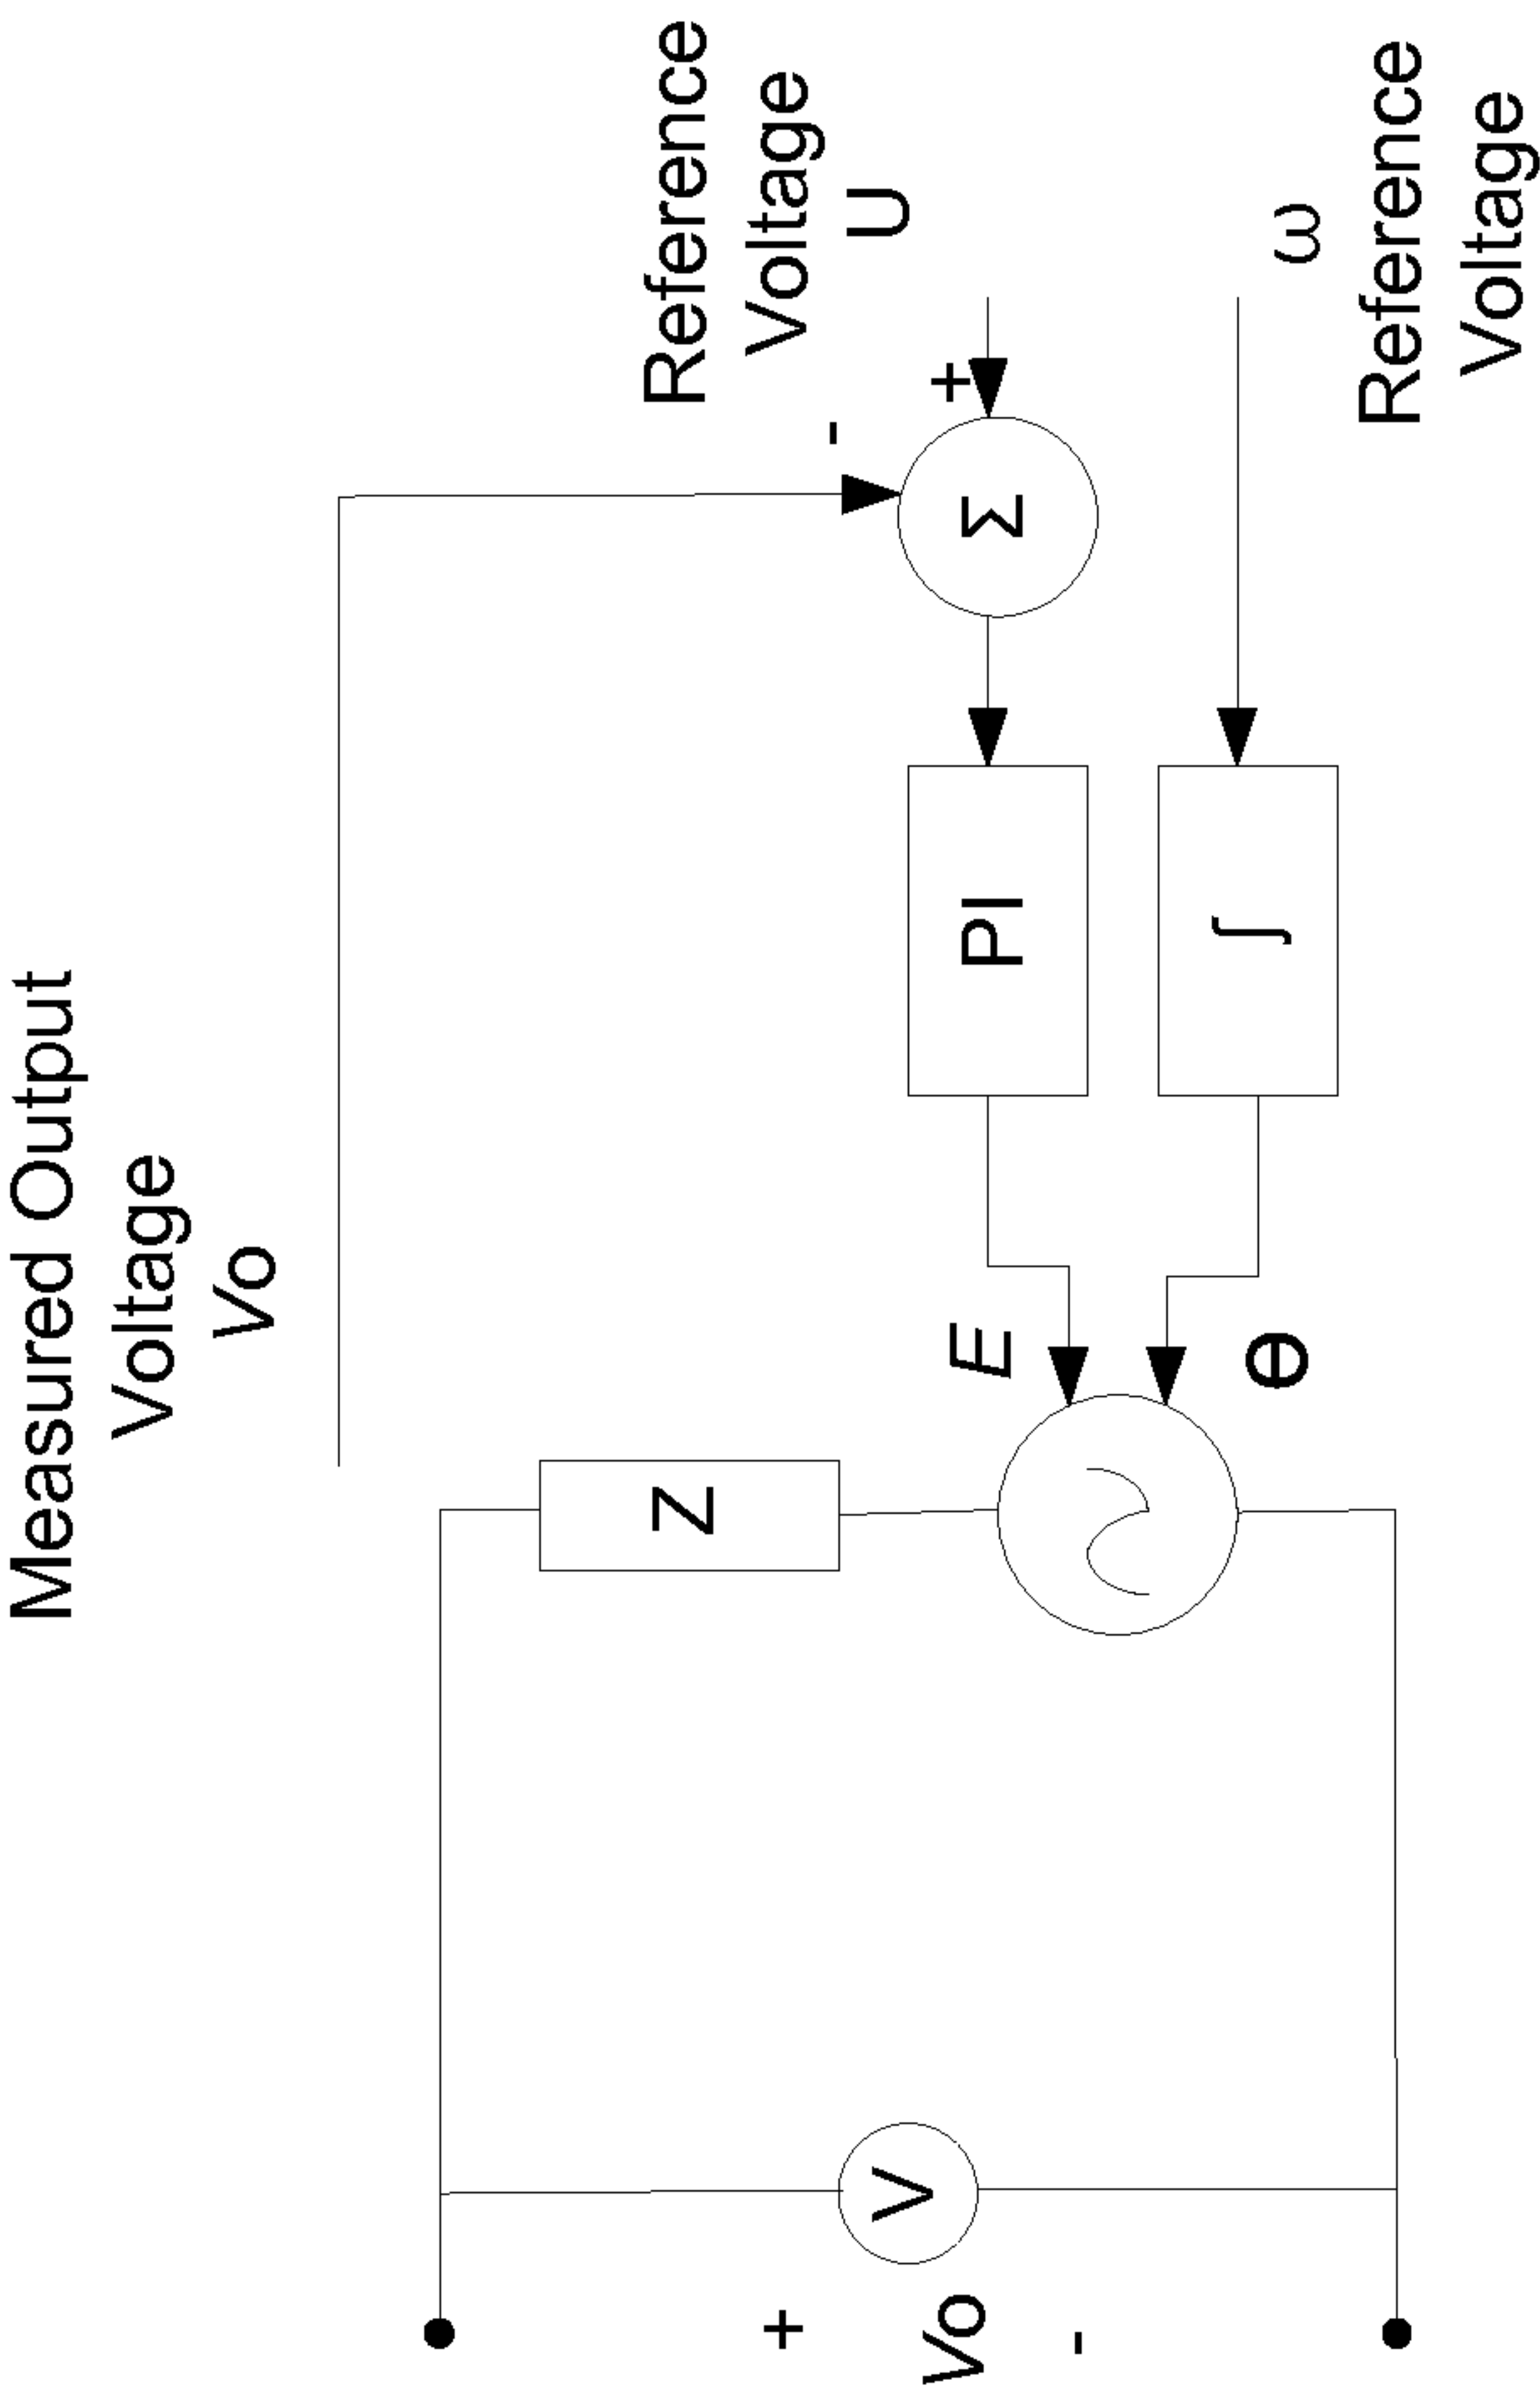 Measured Output
Voltage
Vo
Reference
Voltage
U
Z
-
+
+
V
Vo
-
E
PI
Σ
θ
∫
ω
Reference
Voltage